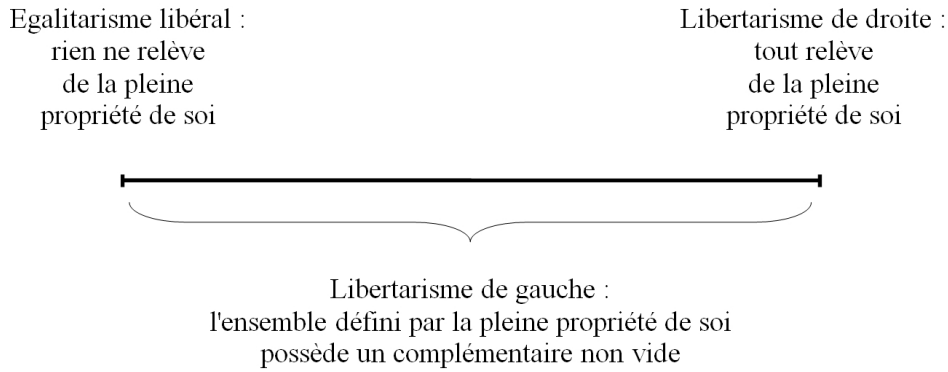 Egalitarisme libéral :
rien ne relève
de la pleine
propriété de soi
Libertarisme de droite :
tout relève
de la pleine
propriété de soi
Libertarisme de gauche :
l'ensemble défini par la pleine propriété de soi
possède un complémentaire non vide